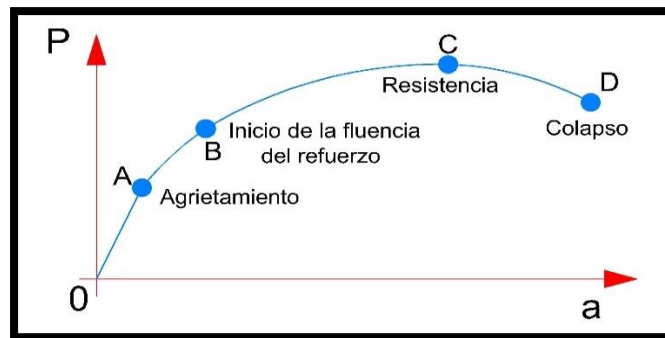 P
C
Resistencia
D
Colapso
B
Inicio de la fluencia
del refuerzo
A
Agrietamiento
0
a